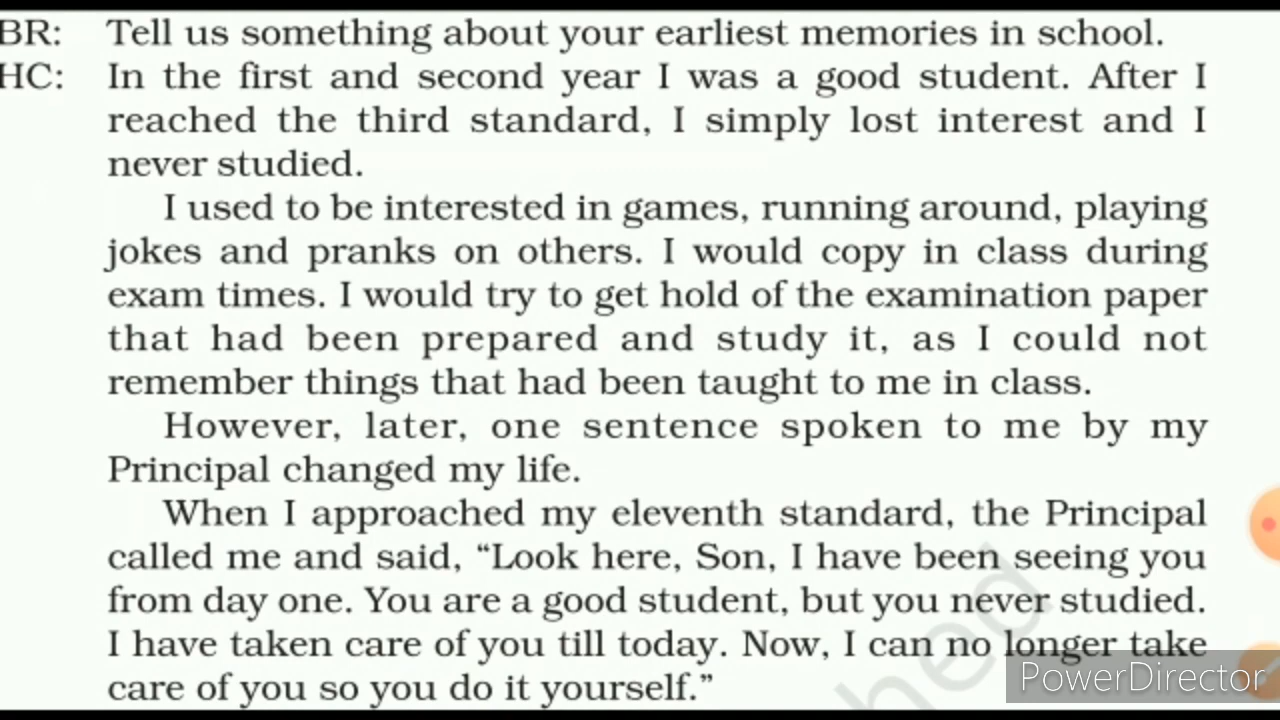 BR: Tell us something about your earliest memories in school.
HC: In the first and second year I was a good student. After I
reached the third standard, I simply lost interest and I
never studied.
I used to be interested in games, running around, playing
jokes and pranks on others. I would copy in class during
exam times. I would try to get hold of the examination paper
that had been prepared and study it, as I could not
remember things that had been taught to me in class.
However, later, one sentence spoken to me by my
Principal changed my life.
When I approached my eleventh standard, the Principal
called me and said, “Look here, Son, I have been seeing you
from day one. You are a good student, but you never studied.
I have taken care of you till today. Now, I can no longer take
care of you so you do it yourself.”
hed
PowerDirector